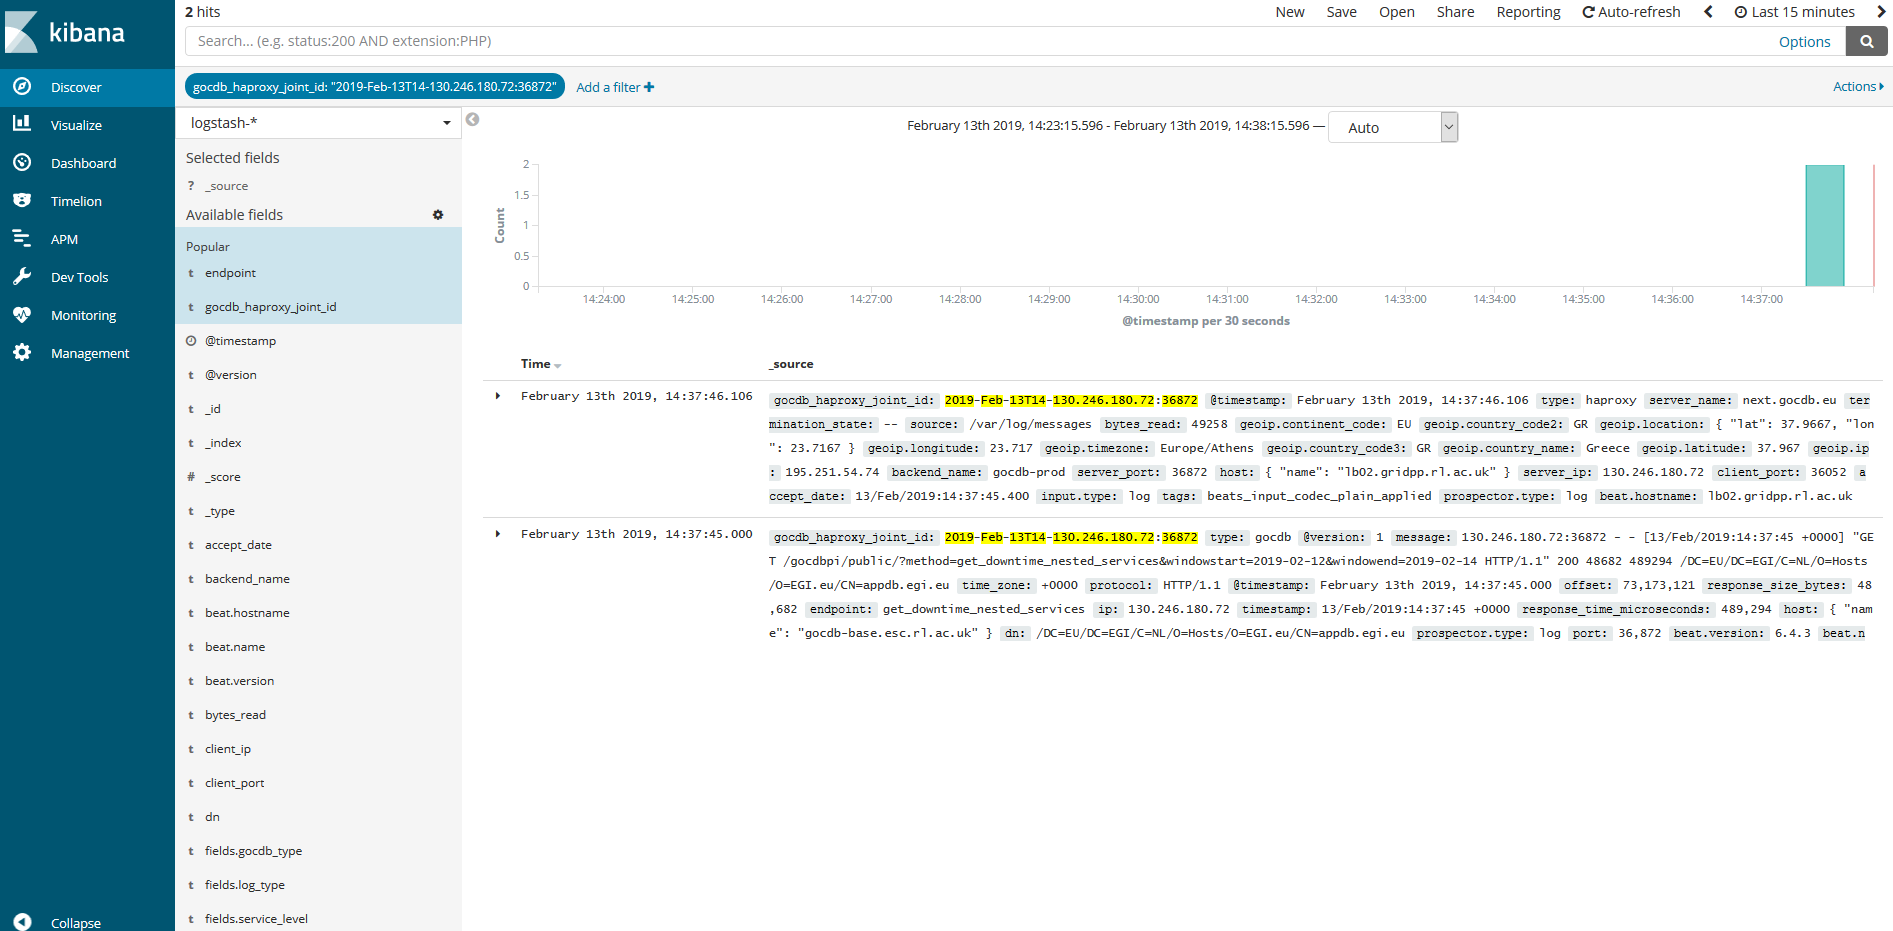 kibana
Discover
Visualize
Dashboard
Timelion
APM
Dev Tools
Monitoring
Management
Collapse
2 hits
New Save Open Share Reporting Auto-refresh Last 15 minutes
Search... (e.g. status:200 AND extension:PHP)
Options
gocdb_haproxy_joint_id: "2019-Feb-13T14-130.246.180.72:36872"
Add a filter
Actions
logstash-*
Selected fields
? _source
Available fields
Popular
t endpoint
t gocdb_haproxy_joint_id
@timestamp
t @version
t _id
t _index
# _score
t _type
t accept_date
t backend_name
t beat.hostname
t beat.name
t beat.version
t bytes_read
t client_ip
t client_port
t dn
t fields.gocdb_type
t fields.log_type
t fields.service_level
February 13th 2019, 14:23:15.596 - February 13th 2019, 14:38:15.596 — Auto
Count
2
1.5
1
0.5
0
14:24:00 14:25:00 14:26:00 14:27:00 14:28:00 14:29:00 14:30:00 14:31:00 14:32:00 14:33:00 14:34:00 14:35:00 14:36:00 14:37:00
@timestamp per 30 seconds
Time _source
February 13th 2019, 14:37:46.106
gocdb_haproxy_joint_id: 2019-Feb-13T14-130.246.180.72:36872 @timestamp: February 13th 2019, 14:37:46.106 type: haproxy server_name: next.gocdb.eu ter
mination_state: -- source: /var/log/messages bytes_read: 49258 geoip.continent_code: EU geoip.country_code2: GR geoip.location: { "lat": 37.9667, "lon
": 23.7167 } geoip.longitude: 23.717 geoip.timezone: Europe/Athens geoip.country_code3: GR geoip.country_name: Greece geoip.latitude: 37.967 geoip.ip
: 195.251.54.74 backend_name: gocdb-prod server_port: 36872 host: { "name": "lb02.gridpp.rl.ac.uk" } server_ip: 130.246.180.72 client_port: 36052 a
ccept_date: 13/Feb/2019:14:37:45.400 input.type: log tags: beats_input_codec_plain_applied prospector.type: log beat.hostname: lb02.gridpp.rl.ac.uk
February 13th 2019, 14:37:45.000
gocdb_haproxy_joint_id: 2019-Feb-13T14-130.246.180.72:36872 type: gocdb @version: 1 message: 130.246.180.72:36872 - - [13/Feb/2019:14:37:45 +0000] "GE
T /gocdbpi/public/?method=get_downtime_nested_services&windowstart=2019-02-12&windowend=2019-02-14 HTTP/1.1" 200 48682 489294 /DC=EU/DC=EGI/C=NL/O=Hosts
/O=EGI.eu/CN=appdb.egi.eu time_zone: +0000 protocol: HTTP/1.1 @timestamp: February 13th 2019, 14:37:45.000 offset: 73,173,121 response_size_bytes: 48
,682 endpoint: get_downtime_nested_services ip: 130.246.180.72 timestamp: 13/Feb/2019:14:37:45 +0000 response_time_microseconds: 489,294 host: { "nam
e": "gocdb-base.esc.rl.ac.uk" } dn: /DC=EU/DC=EGI/C=NL/O=Hosts/O=EGI.eu/CN=appdb.egi.eu prospector.type: log port: 36,872 beat.version: 6.4.3 beat.n